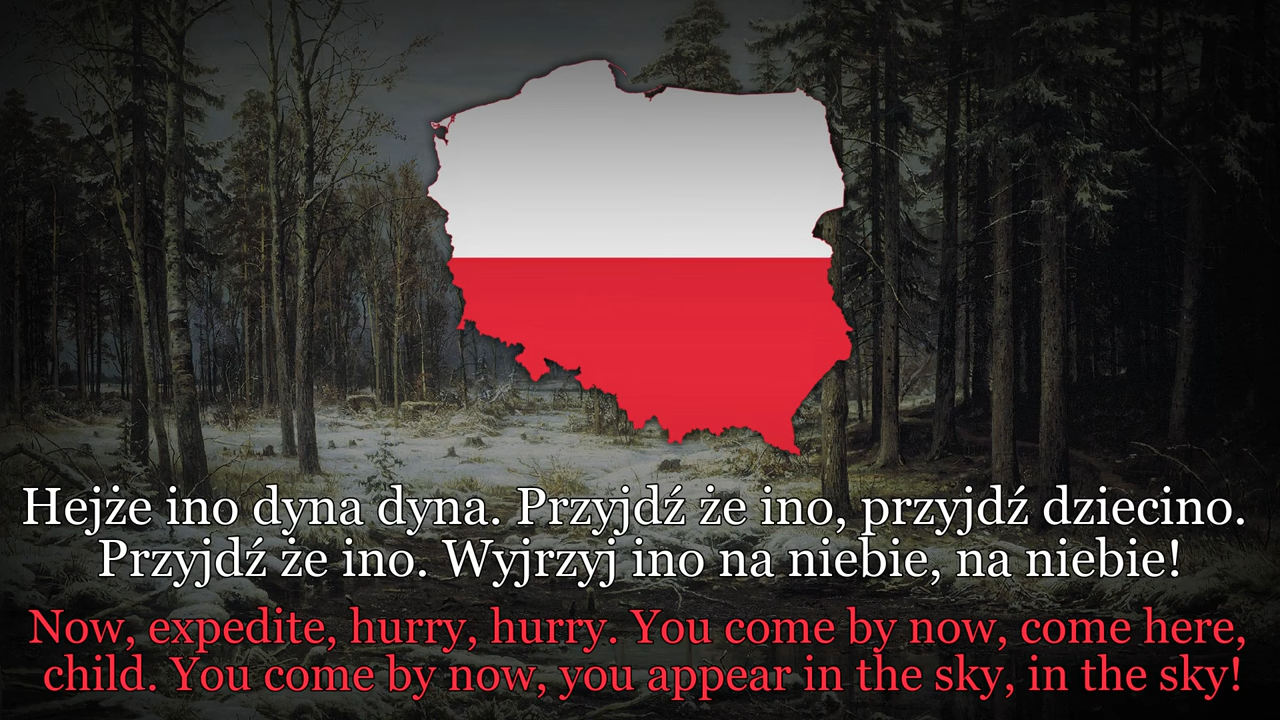 Hejże ino dyna dyna. Przyjdź że ino, przyjdź dziecino.
Przyjdź że ino. Wyjrzyj ino na niebie, na niebie!
Now, expedite, hurry, hurry. You come by now, come here,
child. You come by now, you appear in the sky, in the sky!